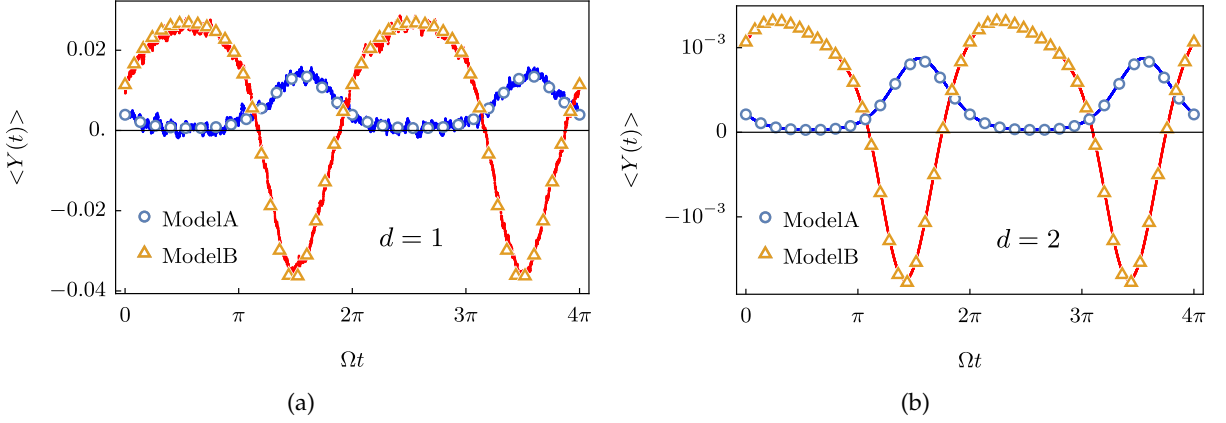 <Y(t)>
0.02
0.
−0.02
−0.04
ModelA
ModelB
d = 1
0
π
2π
3π
4π
Ωt
(a)
<Y(t)>
10⁻³
0
−10⁻³
ModelA
ModelB
d = 2
0
π
2π
3π
4π
Ωt
(b)